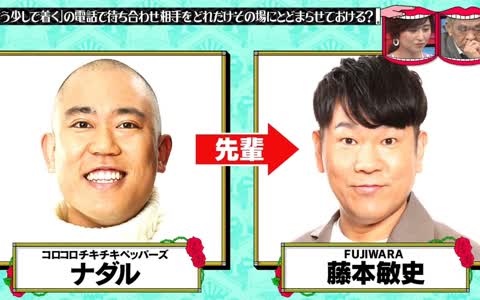 う少しで着く」の電話で待ち合わせ相手をどれだけその場にとどまらせておける?
先輩
コロコロチキチキペッパーズ
ナダル
FUJIWARA
藤本敏史